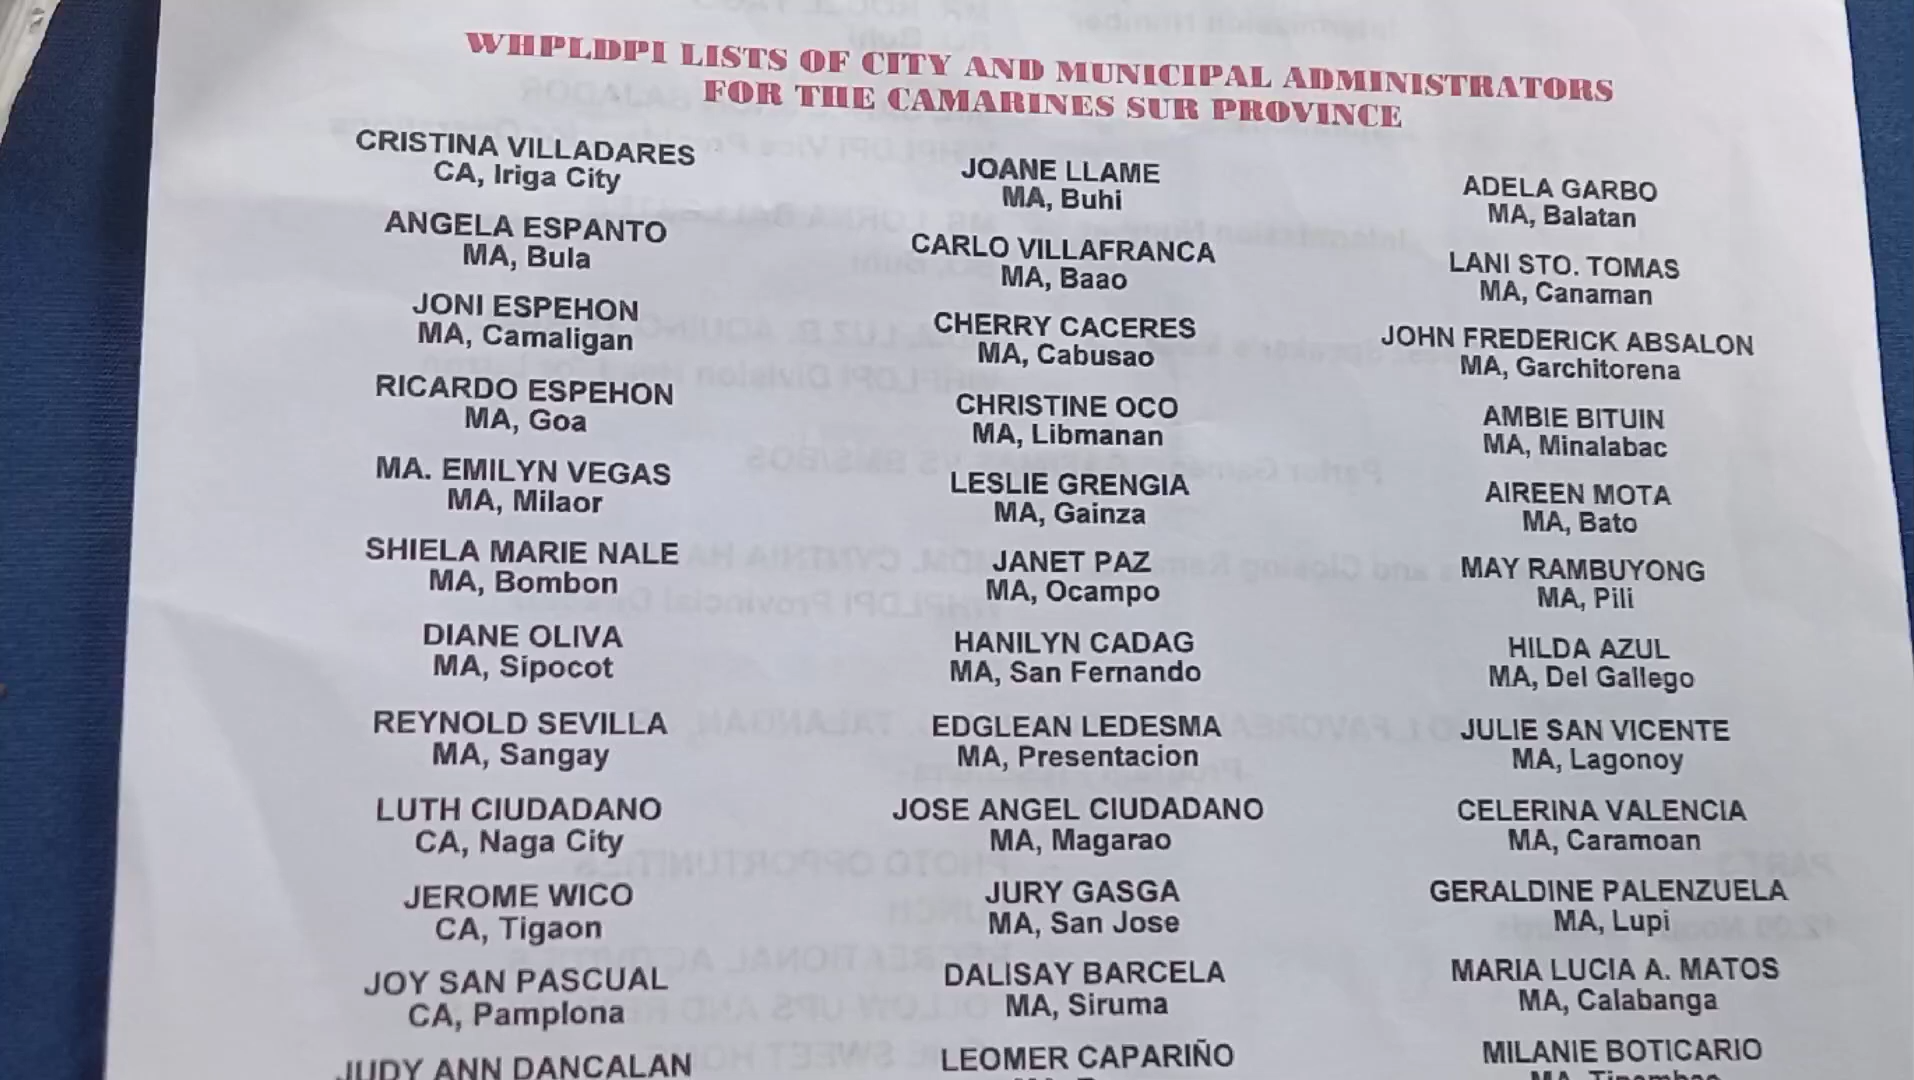 WHPLDPI LISTS OF CITY AND MUNICIPAL ADMINISTRATORS
FOR THE CAMARINES SUR PROVINCE
CRISTINA VILLADARES
CA, Iriga City
ANGELA ESPANTO
MA, Bula
JONI ESPEHON
MA, Camaligan
RICARDO ESPEHON
MA, Goa
MA. EMILYN VEGAS
MA, Milaor
SHIELA MARIE NALE
MA, Bombon
DIANE OLIVA
MA, Sipocot
REYNOLD SEVILLA
MA, Sangay
LUTH CIUDADANO
CA, Naga City
JEROME WICO
CA, Tigaon
JOY SAN PASCUAL
CA, Pamplona
JUDY ANN DANCALAN
JOANE LLAME
MA, Buhi
CARLO VILLAFRANCA
MA, Baao
CHERRY CACERES
MA, Cabusao
CHRISTINE OCO
MA, Libmanan
LESLIE GRENGIA
MA, Gainza
JANET PAZ
MA, Ocampo
HANILYN CADAG
MA, San Fernando
EDGLEAN LEDESMA
MA, Presentacion
JOSE ANGEL CIUDADANO
MA, Magarao
JURY GASGA
MA, San Jose
DALISAY BARCELA
MA, Siruma
LEOMER CAPARIÑO
ADELA GARBO
MA, Balatan
LANI STO. TOMAS
MA, Canaman
JOHN FREDERICK ABSALON
MA, Garchitorena
AMBIE BITUIN
MA, Minalabac
AIREEN MOTA
MA, Bato
MAY RAMBUYONG
MA, Pili
HILDA AZUL
MA, Del Gallego
JULIE SAN VICENTE
MA, Lagonoy
CELERINA VALENCIA
MA, Caramoan
GERALDINE PALENZUELA
MA, Lupi
MARIA LUCIA A. MATOS
MA, Calabanga
MILANIE BOTICARIO